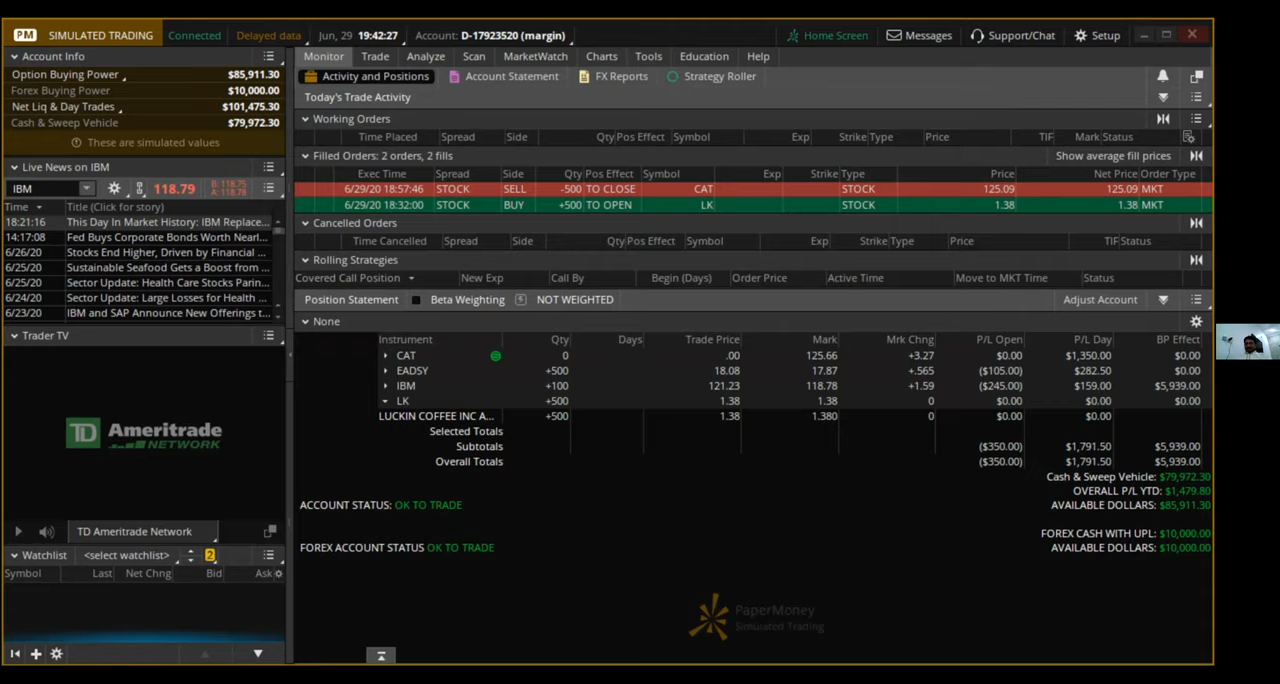 PM SIMULATED TRADING Connected Delayed data Jun, 29 19:42:27 Account: D-17923520 (margin) Home Screen Messages Support/Chat Setup
Account Info
Option Buying Power $85,911.30
Forex Buying Power $10,000.00
Net Liq & Day Trades $101,475.30
Cash & Sweep Vehicle $79,972.30
These are simulated values
Live News on IBM
IBM 118.79 B: 118.75
A: 118.78
Time Title (Click for story)
18:21:16 This Day In Market History: IBM Replace...
14:17:08 Fed Buys Corporate Bonds Worth Nearl...
6/26/20 Stocks End Higher, Driven by Financial ...
6/25/20 Sustainable Seafood Gets a Boost from ...
6/25/20 Sector Update: Health Care Stocks Parin...
6/24/20 Sector Update: Large Losses for Health ...
6/23/20 IBM and SAP Announce New Offerings t...
Trader TV
TD Ameritrade
NETWORK
TD Ameritrade Network
Watchlist <select watchlist> 2
Symbol Last Net Chng Bid Ask
Monitor Trade Analyze Scan MarketWatch Charts Tools Education Help
Activity and Positions Account Statement FX Reports Strategy Roller
Today's Trade Activity
Working Orders
Time Placed Spread Side Qty Pos Effect Symbol Exp Strike Type Price TIF Mark Status
Filled Orders: 2 orders, 2 fills Show average fill prices
Exec Time Spread Side Qty Pos Effect Symbol Exp Strike Type Price Net Price Order Type
6/29/20 18:57:46 STOCK SELL -500 TO CLOSE CAT STOCK 125.09 125.09 MKT
6/29/20 18:32:00 STOCK BUY +500 TO OPEN LK STOCK 1.38 1.38 MKT
Cancelled Orders
Time Cancelled Spread Side Qty Pos Effect Symbol Exp Strike Type Price TIF Status
Rolling Strategies
Covered Call Position New Exp Call By Begin (Days) Order Price Active Time Move to MKT Time Status
Position Statement Beta Weighting NOT WEIGHTED Adjust Account
None
Instrument Qty Days Trade Price Mark Mrk Chng P/L Open P/L Day BP Effect
CAT 0 .00 125.66 +3.27 $0.00 $1,350.00 $0.00
EADSY +500 18.08 17.87 +.565 ($105.00) $282.50 $0.00
IBM +100 121.23 118.78 +1.59 ($245.00) $159.00 $5,939.00
LK +500 1.38 1.38 0 $0.00 $0.00 $0.00
LUCKIN COFFEE INC A... +500 1.38 1.380 0 $0.00 $0.00
Selected Totals
Subtotals ($350.00) $1,791.50 $5,939.00
Overall Totals ($350.00) $1,791.50 $5,939.00
Cash & Sweep Vehicle: $79,972.30
OVERALL P/L YTD: $1,479.80
ACCOUNT STATUS: OK TO TRADE AVAILABLE DOLLARS: $85,911.30
FOREX CASH WITH UPL: $10,000.00
FOREX ACCOUNT STATUS OK TO TRADE AVAILABLE DOLLARS: $10,000.00
PaperMoney
Simulated Trading